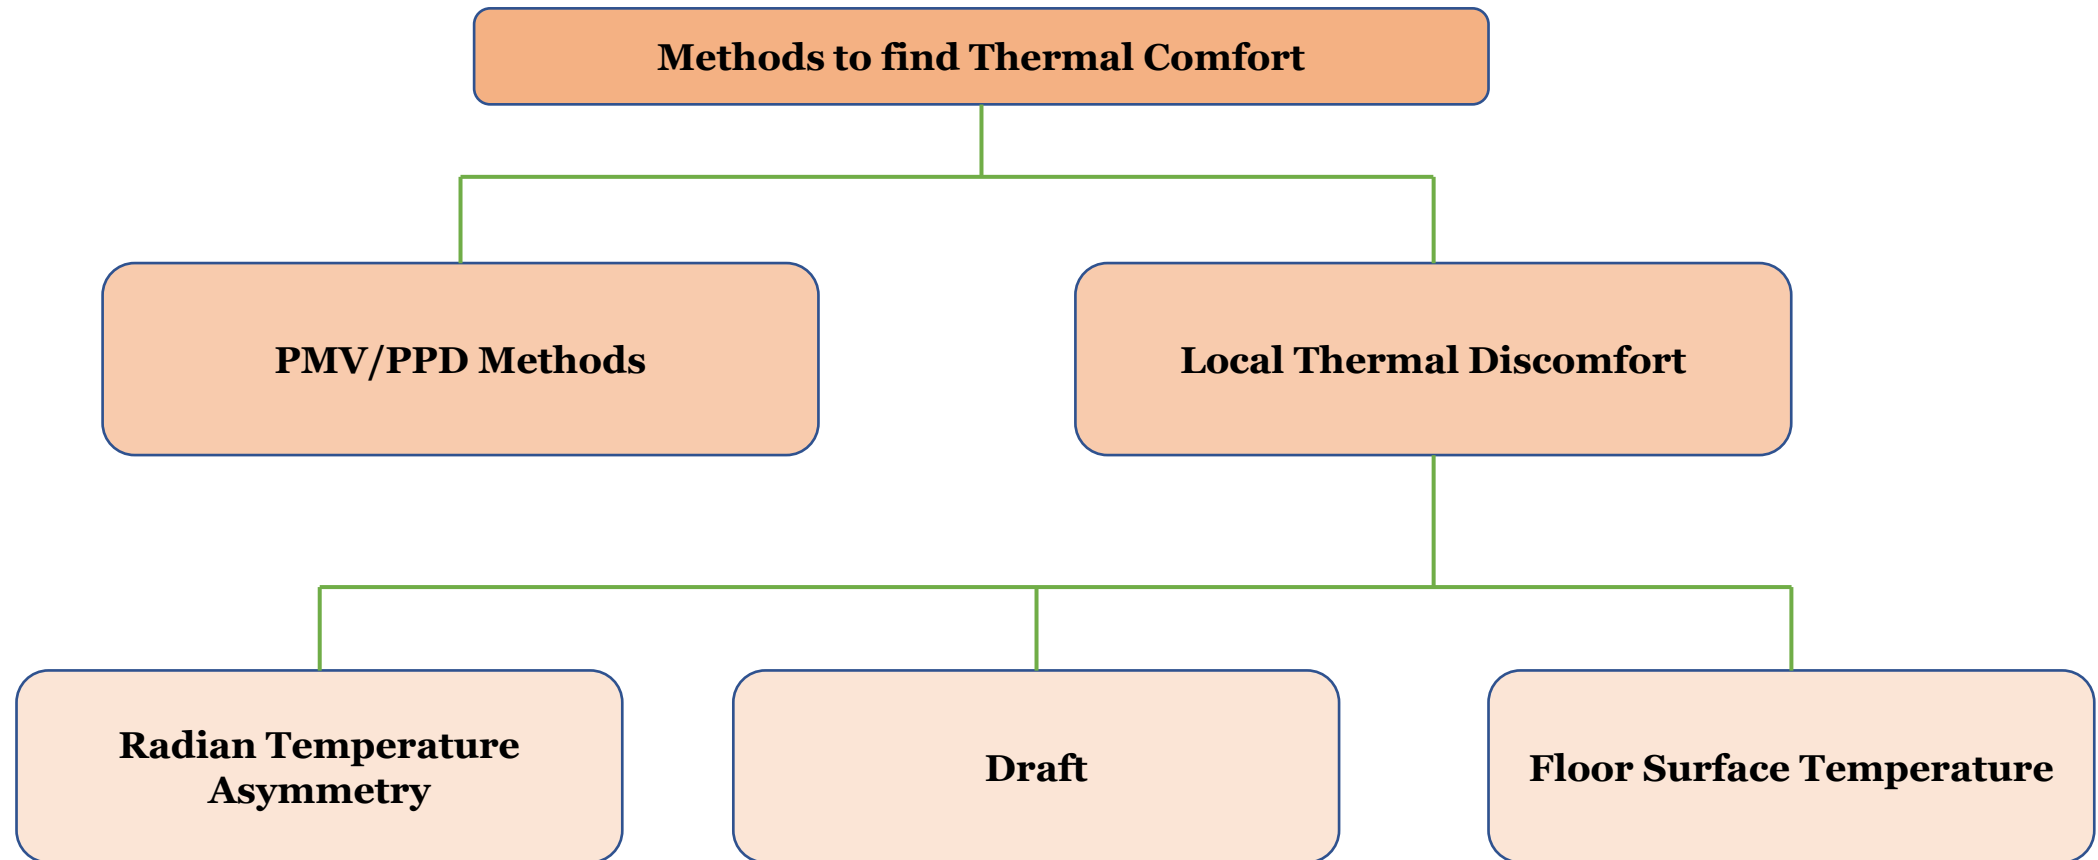 Methods to find Thermal Comfort
PMV/PPD Methods
Local Thermal Discomfort
Radian Temperature
Asymmetry
Draft
Floor Surface Temperature